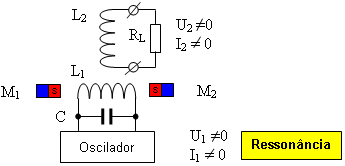 L2
RL
U2≠0
I2≠0
L1
M1
S
S
M2
C
Oscilador
U1≠0
I1≠0
Ressonância